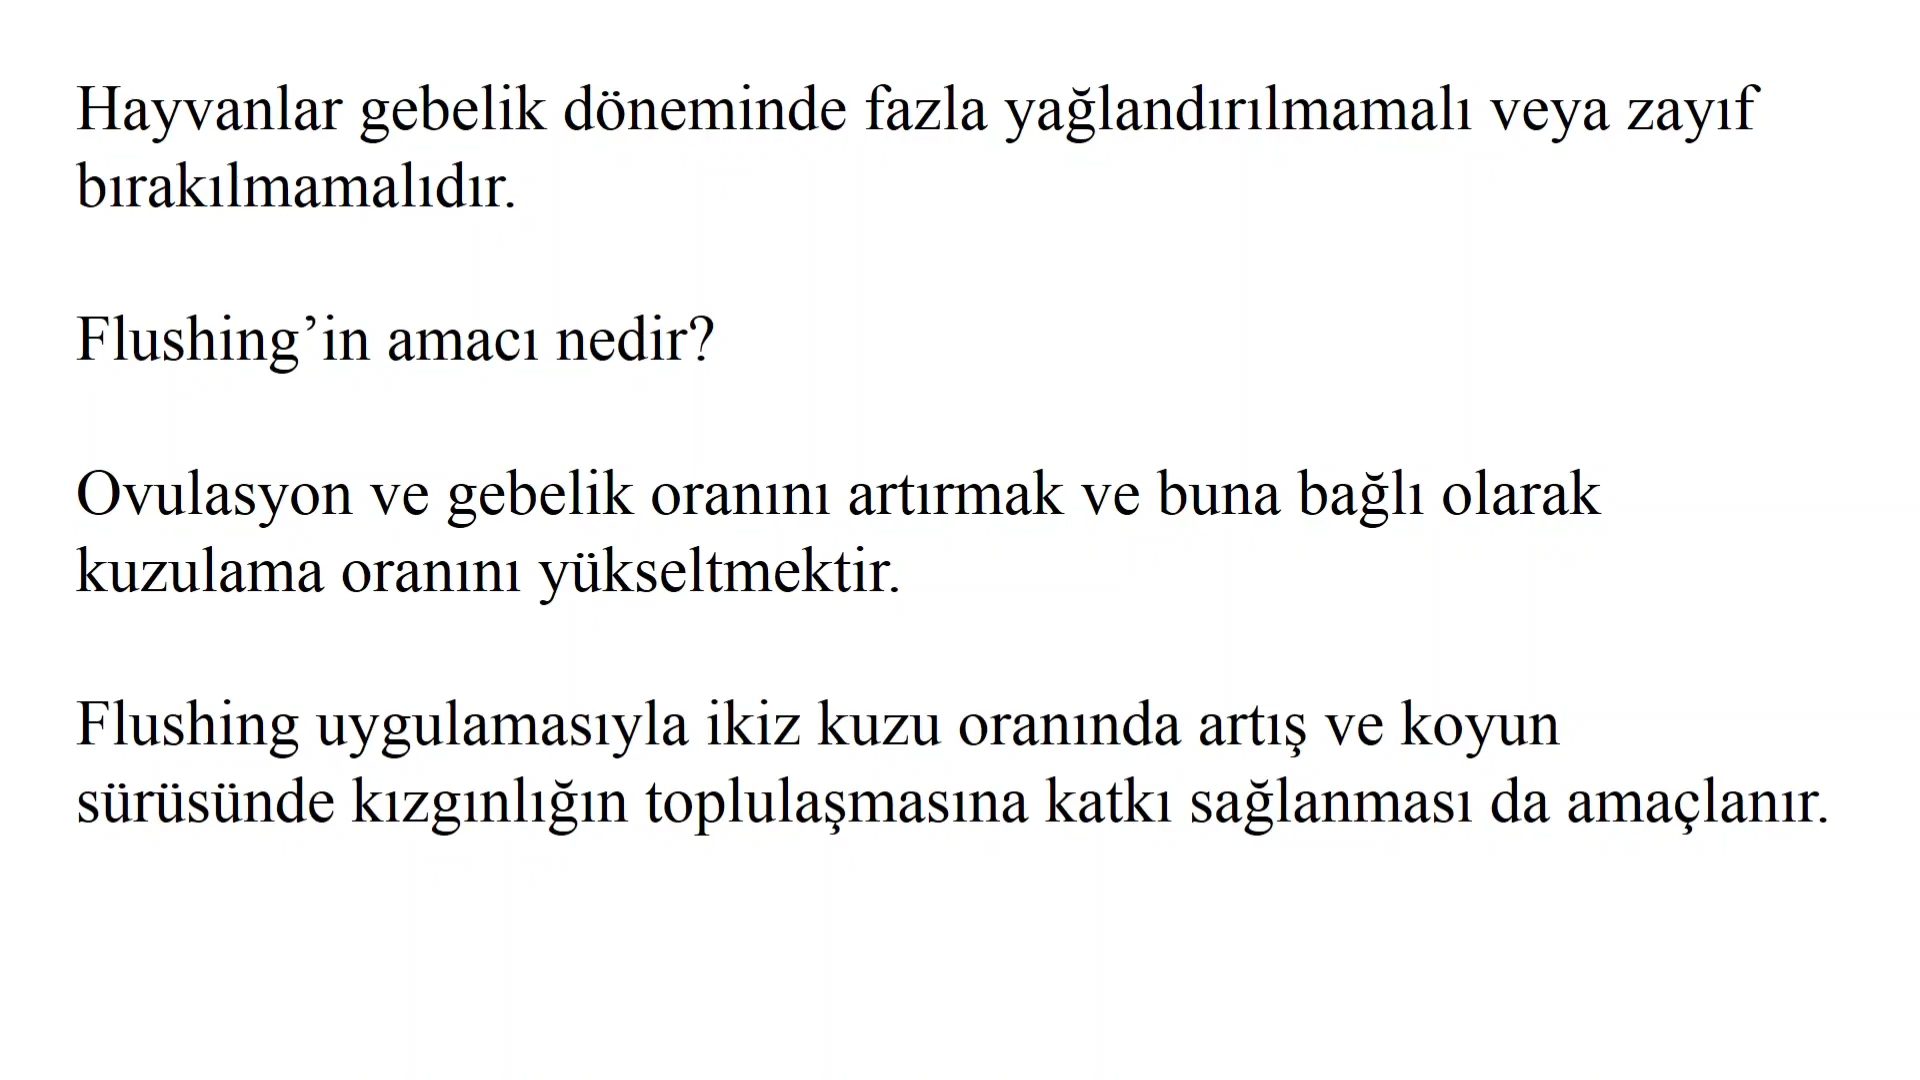 Hayvanlar gebelik döneminde fazla yağlandırılmamalı veya zayıf
bırakılmamalıdır.
Flushing’in amacı nedir?
Ovulasyon ve gebelik oranını artırmak ve buna bağlı olarak
kuzulama oranını yükseltmektir.
Flushing uygulamasıyla ikiz kuzu oranında artış ve koyun
sürüsünde kızgınlığın toplulaşmasına katkı sağlanması da amaçlanır.